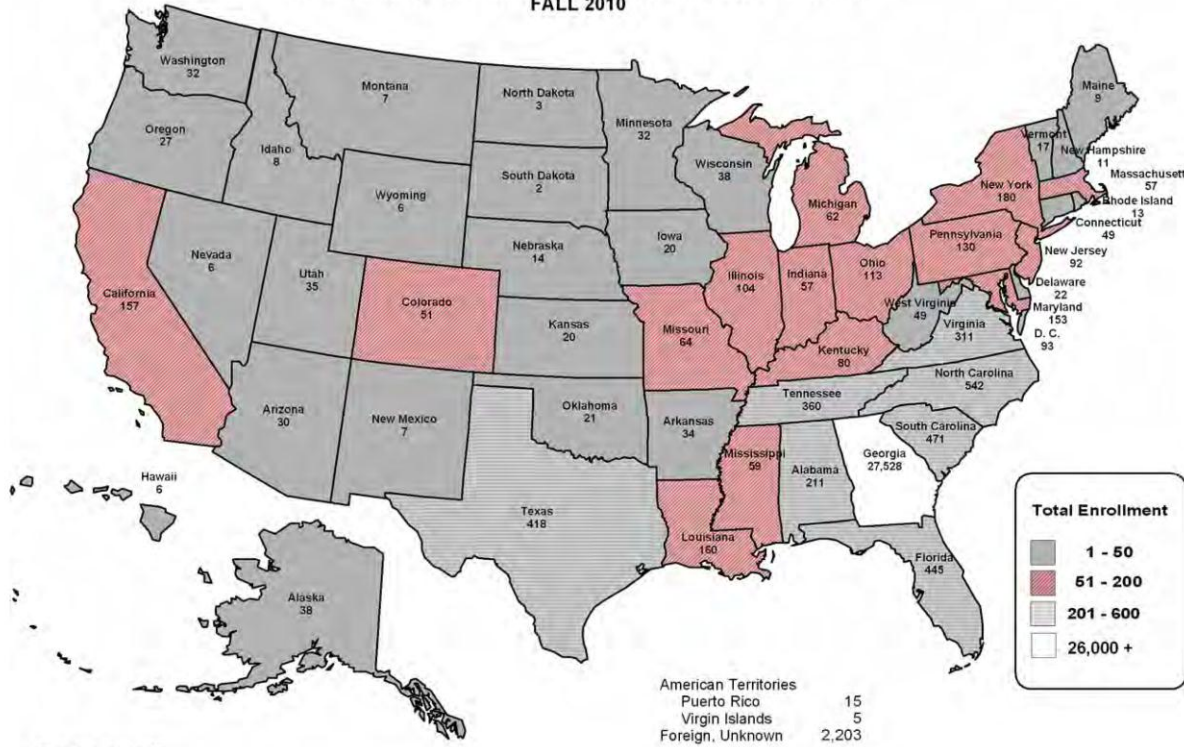 FALL 2010
Washington
32
Montana
7
North Dakota
3
Minnesota
32
Maine
9
Oregon
27
Idaho
8
Wisconsin
38
Vermont
17
New Hampshire
11
Massachusett
57
South Dakota
2
Wyoming
6
Michigan
62
New York
180
Rhode Island
13
Connecticut
49
Iowa
20
Nebraska
14
Pennsylvania
130
Nevada
6
Utah
35
Illinois
104
Indiana
57
Ohio
113
New Jersey
92
Delaware
22
California
157
Colorado
51
Kansas
20
Missouri
64
West Virginia
49
Maryland
153
Virginia
311
D. C.
93
Kentucky
80
North Carolina
542
Tennessee
360
Arizona
30
New Mexico
7
Oklahoma
21
Arkansas
34
South Carolina
471
Mississippi
59
Alabama
211
Georgia
27,528
Hawaii
6
Texas
418
Louisiana
160
Florida
445
Alaska
38
Total Enrollment
1 - 50
51 - 200
201 - 600
26,000 +
American Territories
Puerto Rico 15
Virgin Islands 5
Foreign, Unknown 2,203